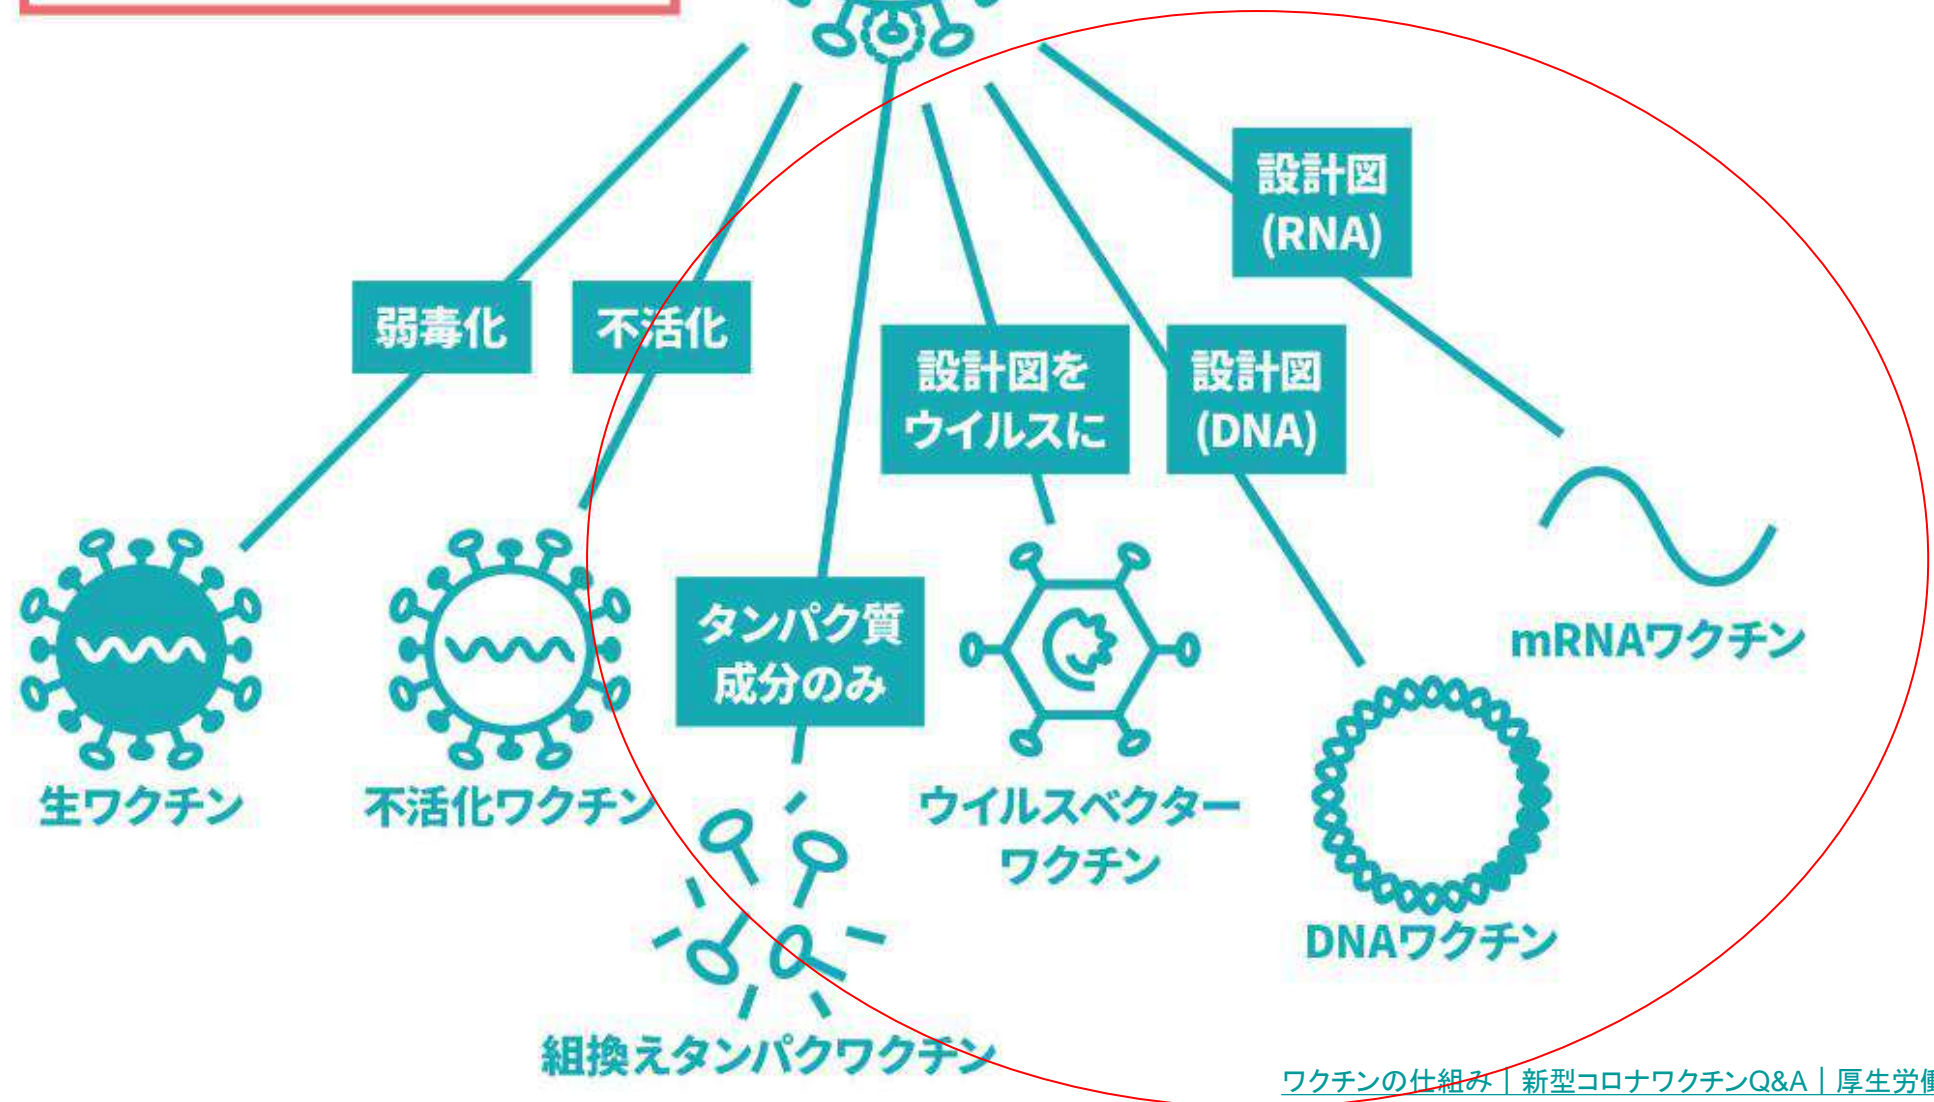 設計図
(RNA)
弱毒化
不活化
設計図を
ウイルスに
設計図
(DNA)
タンパク質
成分のみ
mRNAワクチン
生ワクチン
不活化ワクチン
ウイルスベクター
ワクチン
DNAワクチン
組換えタンパクワクチン
ワクチンの仕組み｜新型コロナワクチンQ&A｜厚生労働